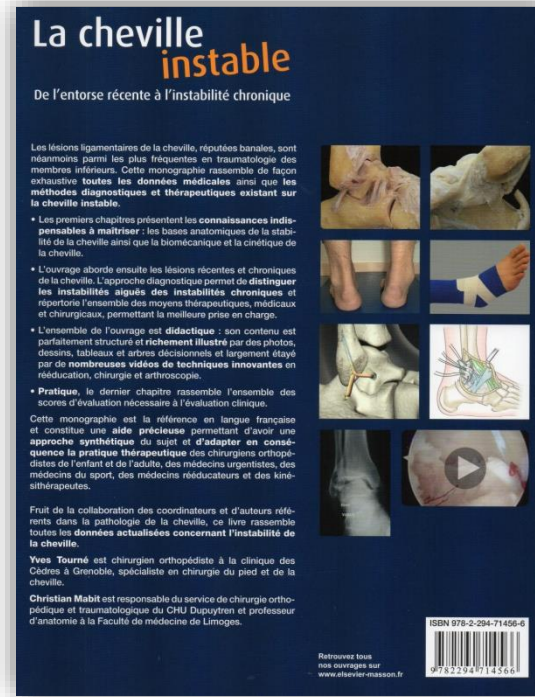 La cheville
instable
De l'entorse récente à l'instabilité chronique
Les lésions ligamentaires de la cheville, réputées banales, sont
néanmoins parmi les plus fréquentes en traumatologie des
membres inférieurs. Cette monographie rassemble de façon
exhaustive toutes les données médicales ainsi que les
méthodes diagnostiques et thérapeutiques existant sur
la cheville instable.
• Les premiers chapitres présentent les connaissances indis-
pensables à maîtriser : les bases anatomiques de la stabi-
lité de la cheville ainsi que la biomécanique et la cinétique de
la cheville.
• L'ouvrage aborde ensuite les lésions récentes et chroniques
de la cheville. L'approche diagnostique permet de distinguer
les instabilités aiguës des instabilités chroniques et
répertorie l'ensemble des moyens thérapeutiques, médicaux
et chirurgicaux, permettant la meilleure prise en charge.
• L'ensemble de l'ouvrage est didactique : son contenu est
parfaitement structuré et richement illustré par des photos,
dessins, tableaux et arbres décisionnels et largement étayé
par de nombreuses vidéos de techniques innovantes en
rééducation, chirurgie et arthroscopie.
• Pratique, le dernier chapitre rassemble l'ensemble des
scores d'évaluation nécessaire à l'évaluation clinique.
Cette monographie est la référence en langue française
et constitue une aide précieuse permettant d'avoir une
approche synthétique du sujet et d'adapter en consé-
quence la pratique thérapeutique des chirurgiens orthopé-
distes de l'enfant et de l'adulte, des médecins urgentistes, des
médecins du sport, des médecins rééducateurs et des kiné-
sithérapeutes.
Fruit de la collaboration des coordinateurs et d'auteurs réfé-
rents dans la pathologie de la cheville, ce livre rassemble
toutes les données actualisées concernant l'instabilité de
la cheville.
Yves Tourné est chirurgien orthopédiste à la clinique des
Cèdres à Grenoble, spécialiste en chirurgie du pied et de la
cheville.
Christian Mabit est responsable du service de chirurgie ortho-
pédique et traumatologique du CHU Dupuytren et professeur
d'anatomie à la Faculté de médecine de Limoges.
Retrouvez tous
nos ouvrages sur
www.elsevier-masson.fr
ISBN 978-2-294-71456-6
9 782294 714566